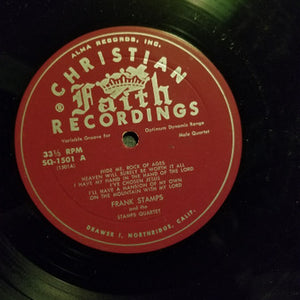 ALMA RECORDS, INC.
CHRISTIAN
Faith
®
RECORDINGS
Variable Groove for Optimum Dynamic Range
33⅓ RPM
Male Quartet
SQ-1501 A
(1501A)
HIDE ME, ROCK OF AGES
HEAVEN WILL SURELY BE WORTH IT ALL
I HAVE MY HAND IN THE HAND OF THE LORD
I'VE CHOSEN JESUS
I'LL HAVE A MANSION OF MY OWN
ON THE MOUNTAIN WITH MY LORD
FRANK STAMPS
and the
STAMPS QUARTET
DRAWER J, NORTHRIDGE, CALIF.